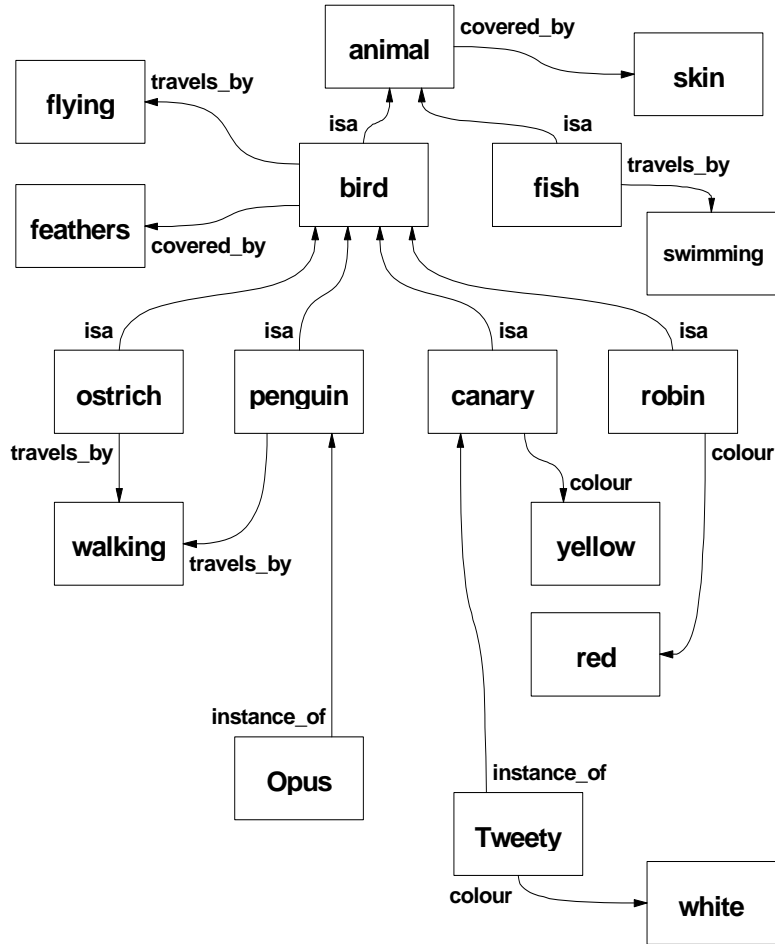 covered_by
animal
skin
travels_by
flying
isa
isa
bird
fish
travels_by
feathers
covered_by
swimming
isa
isa
isa
isa
ostrich
penguin
canary
robin
travels_by
colour
colour
walking
travels_by
yellow
red
instance_of
Opus
instance_of
Tweety
colour
white